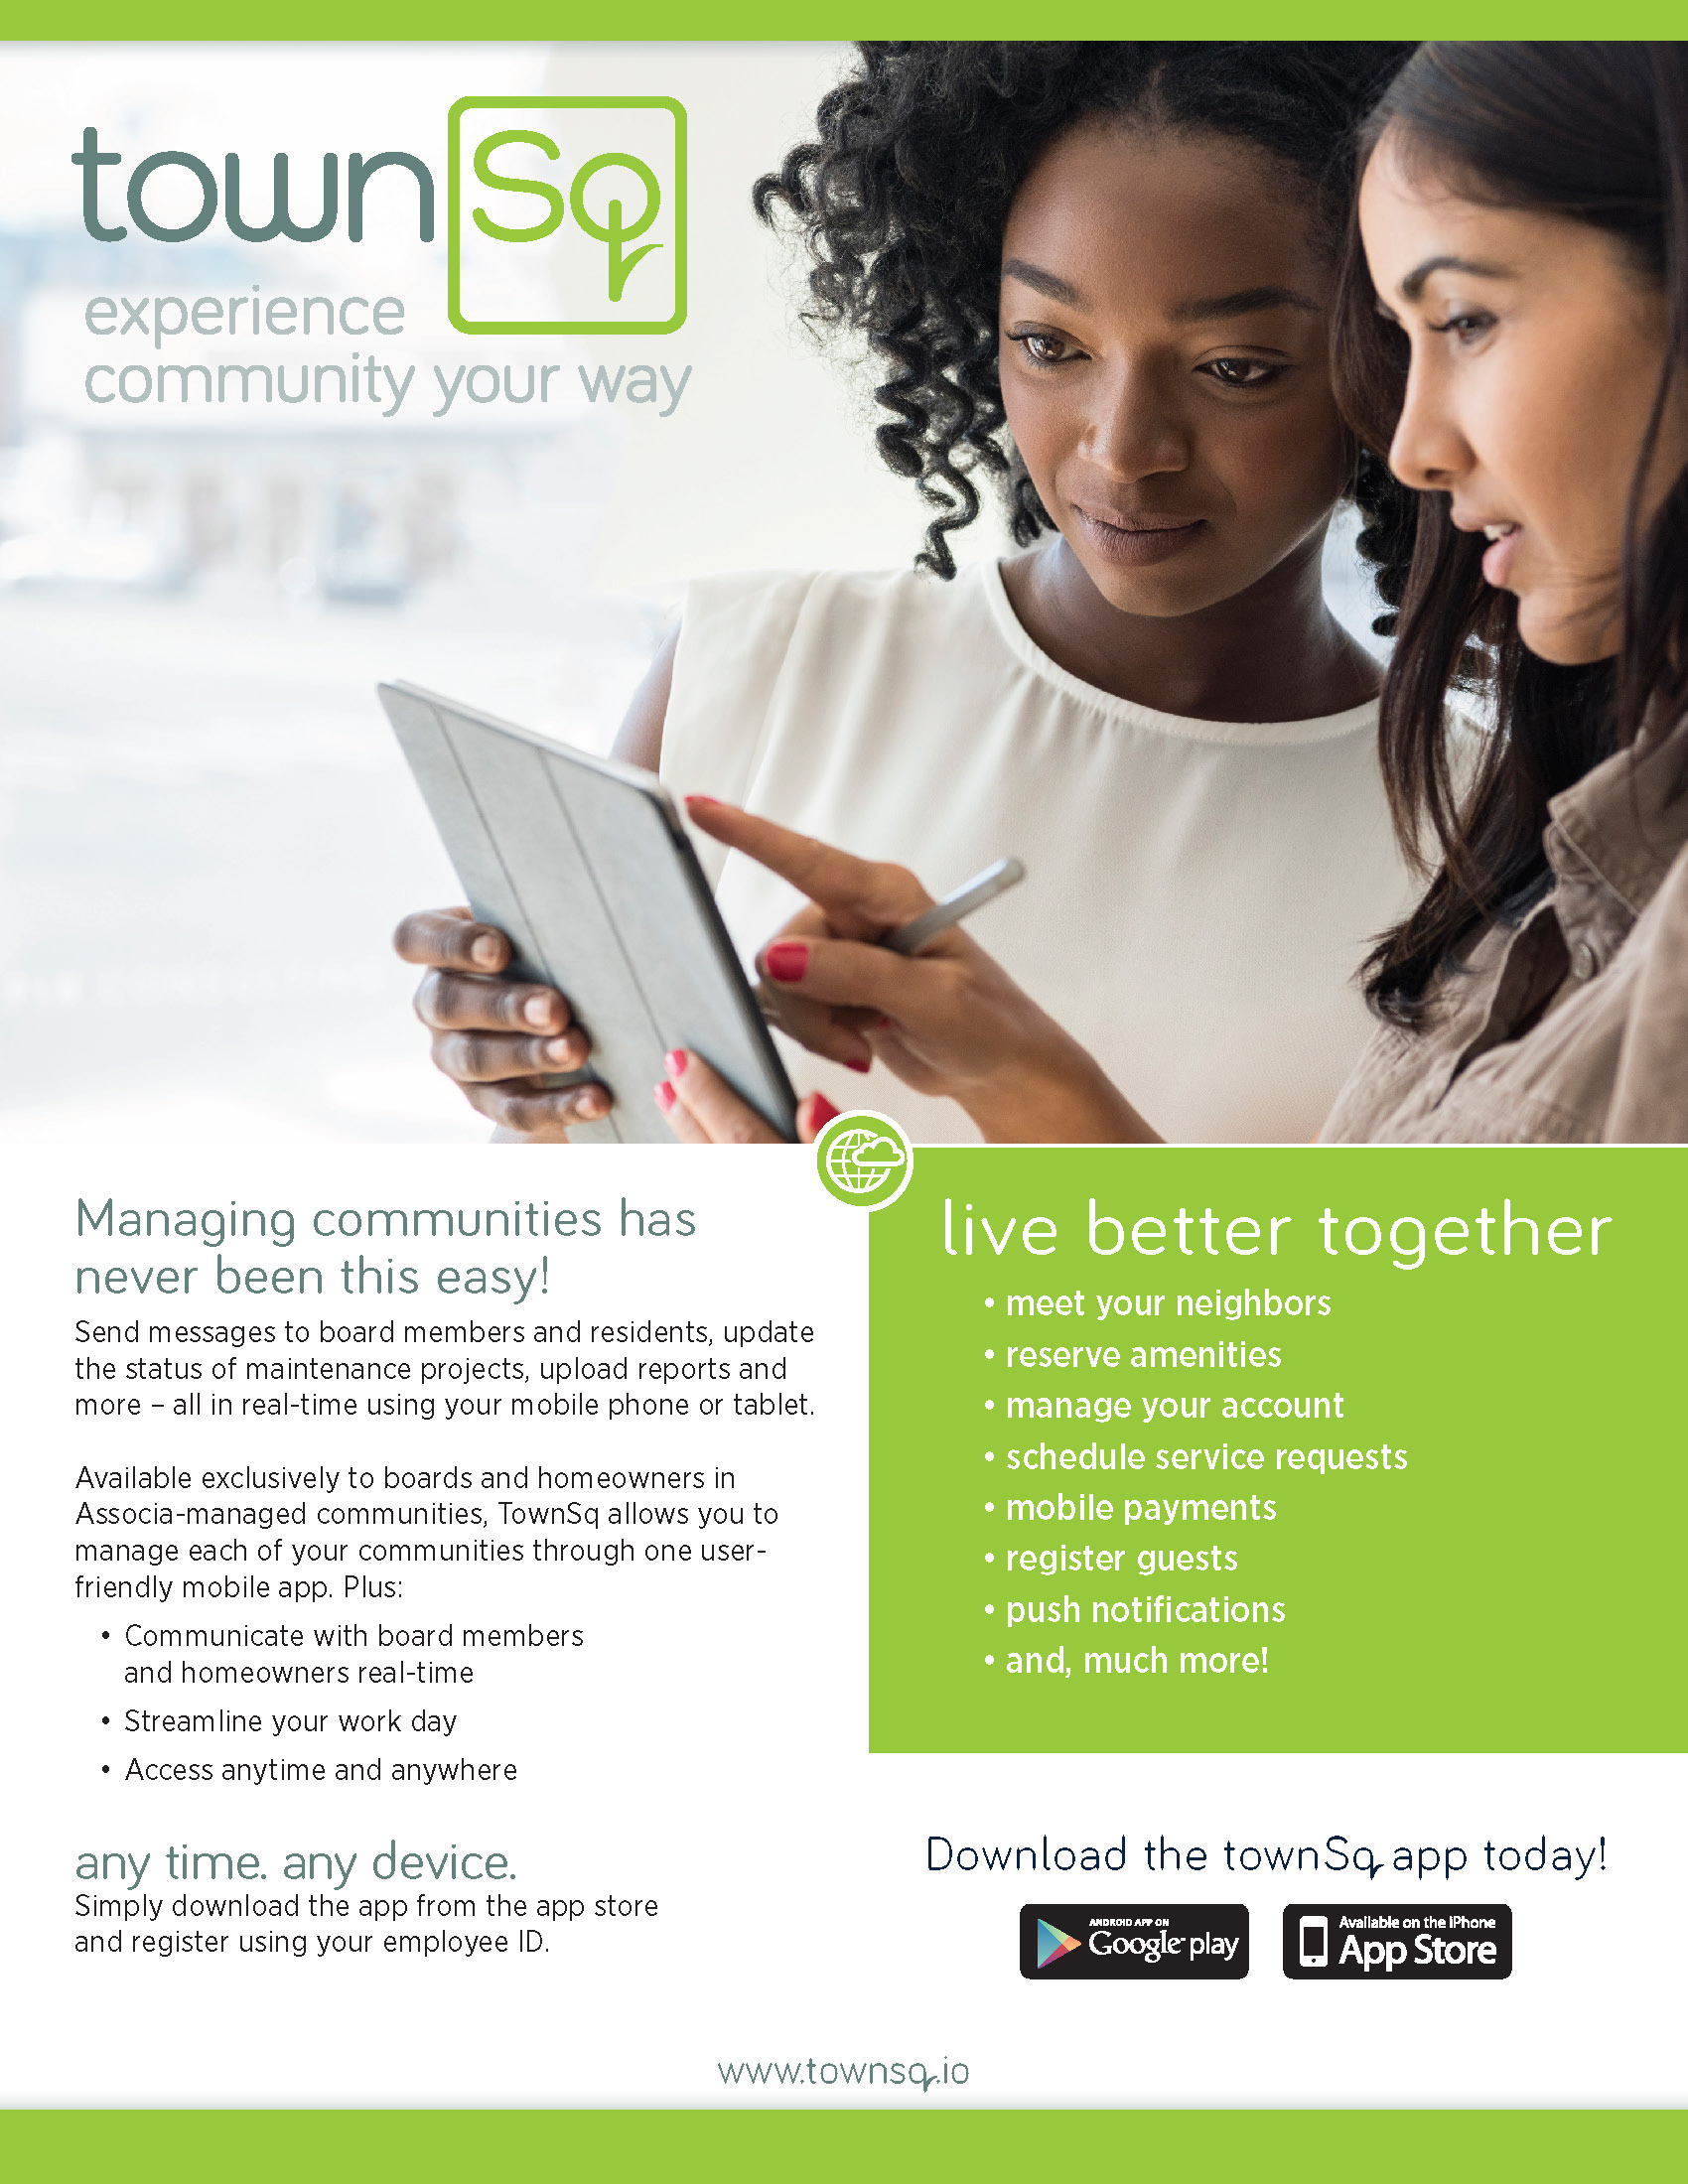 townSq
experience
community your way
Managing communities has
never been this easy!
Send messages to board members and residents, update
the status of maintenance projects, upload reports and
more – all in real-time using your mobile phone or tablet.
Available exclusively to boards and homeowners in
Associa-managed communities, TownSq allows you to
manage each of your communities through one user-
friendly mobile app. Plus:
• Communicate with board members
and homeowners real-time
• Streamline your work day
• Access anytime and anywhere
any time. any device.
Simply download the app from the app store
and register using your employee ID.
live better together
• meet your neighbors
• reserve amenities
• manage your account
• schedule service requests
• mobile payments
• register guests
• push notifications
• and, much more!
Download the townSq app today!
ANDROID APP ON
Google play
Available on the iPhone
App Store
www.townsq.io